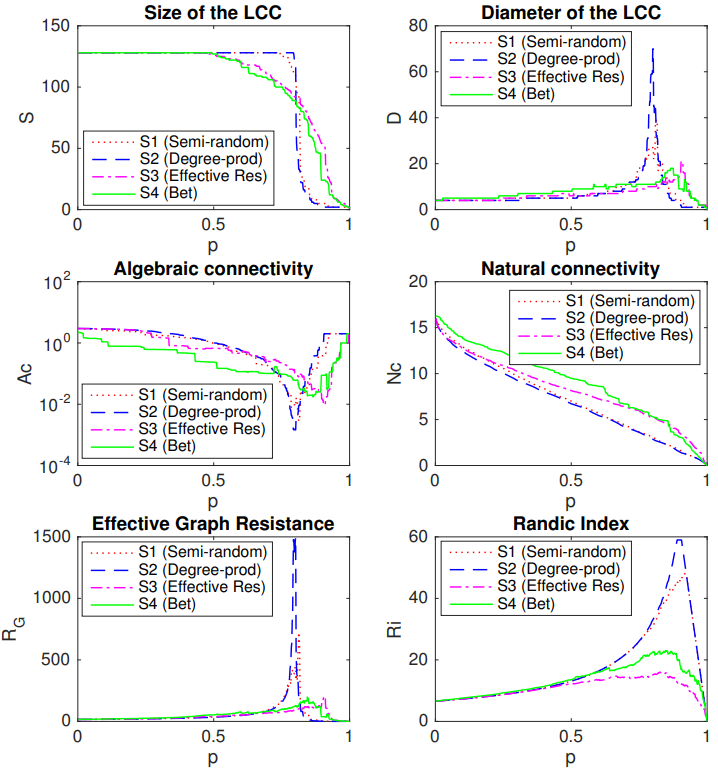 Size of the LCC
150
100
50
0
S
S1 (Semi-random)
S2 (Degree-prod)
S3 (Effective Res)
S4 (Bet)
0
0.5
1
p
Diameter of the LCC
80
60
40
20
0
D
S1 (Semi-random)
S2 (Degree-prod)
S3 (Effective Res)
S4 (Bet)
0
0.5
1
p
Algebraic connectivity
10^2
10^0
10^-2
10^-4
Ac
S1 (Semi-random)
S2 (Degree-prod)
S3 (Effective Res)
S4 (Bet)
0
0.5
1
p
Natural connectivity
20
15
10
5
0
Nc
S1 (Semi-random)
S2 (Degree-prod)
S3 (Effective Res)
S4 (Bet)
0
0.5
1
p
Effective Graph Resistance
1500
1000
500
0
R_G
S1 (Semi-random)
S2 (Degree-prod)
S3 (Effective Res)
S4 (Bet)
0
0.5
1
p
Randic Index
60
40
20
0
Ri
S1 (Semi-random)
S2 (Degree-prod)
S3 (Effective Res)
S4 (Bet)
0
0.5
1
p